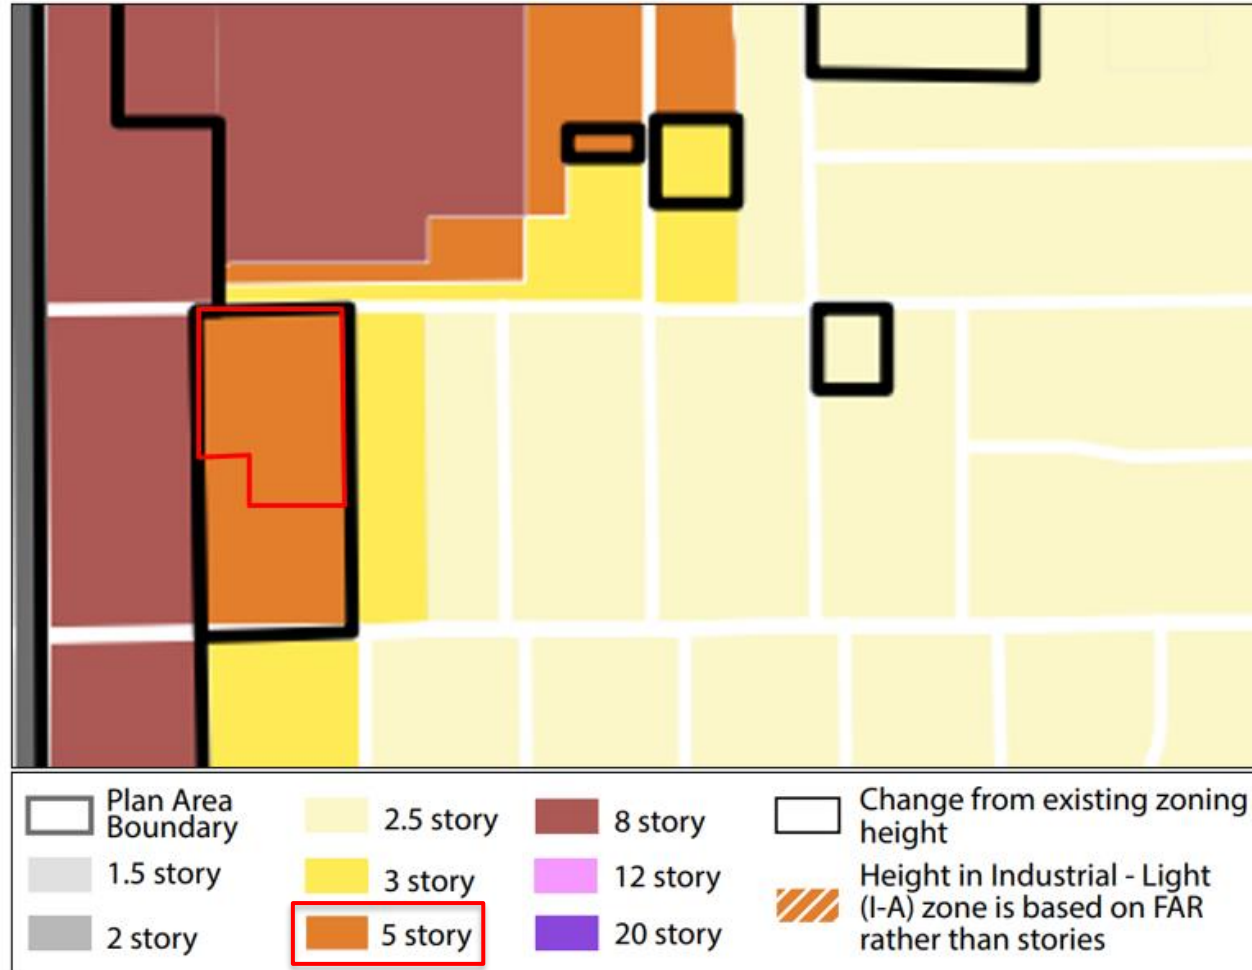 Plan Area
Boundary
1.5 story
2 story
2.5 story
3 story
5 story
8 story
12 story
20 story
Change from existing zoning
height
Height in Industrial - Light
(I-A) zone is based on FAR
rather than stories